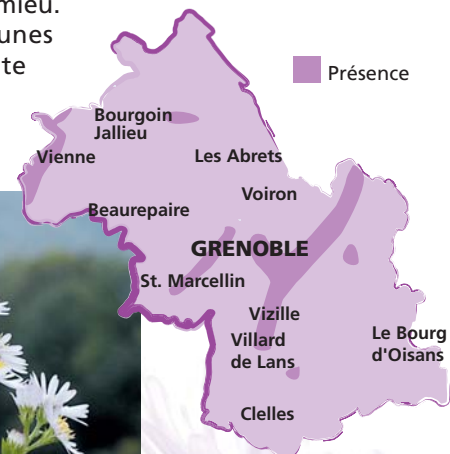 mieu.
unes
te
Présence
Bourgoin
Jallieu
Vienne
Les Abrets
Voiron
Beaurepaire
GRENOBLE
St. Marcellin
Vizille
Villard
de Lans
Le Bourg
d'Oisans
Clelles